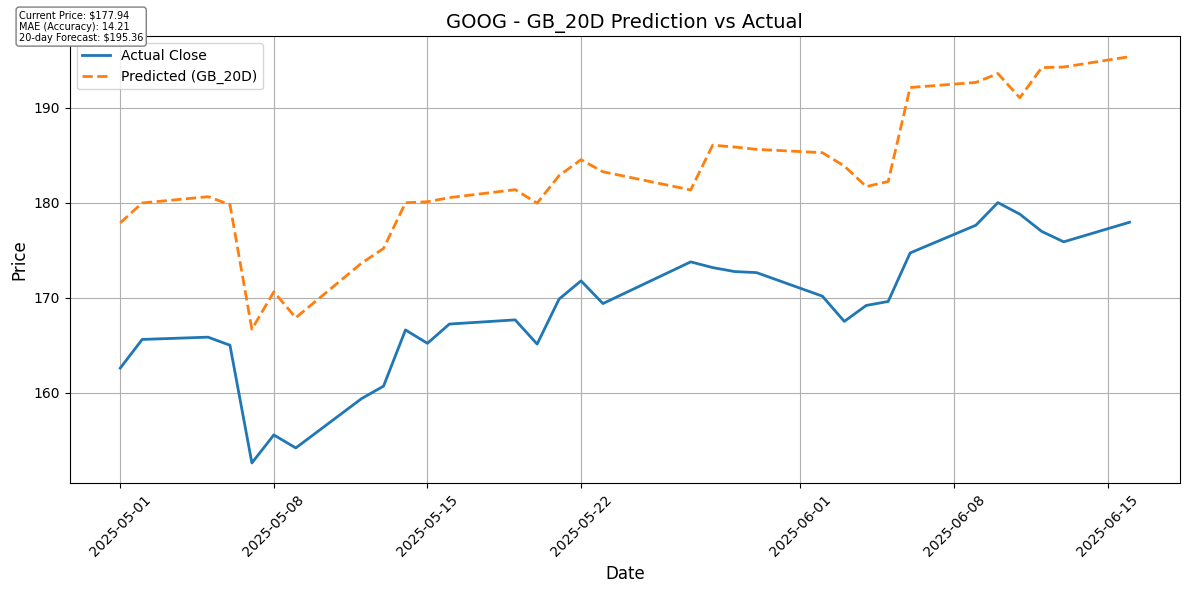 GOOG - GB_20D Prediction vs Actual
Current Price: $177.94
MAE (Accuracy): 14.21
20-day Forecast: $195.36
Actual Close
Predicted (GB_20D)
Price
190
180
170
160
2025-05-01
2025-05-08
2025-05-15
2025-05-22
2025-06-01
2025-06-08
2025-06-15
Date